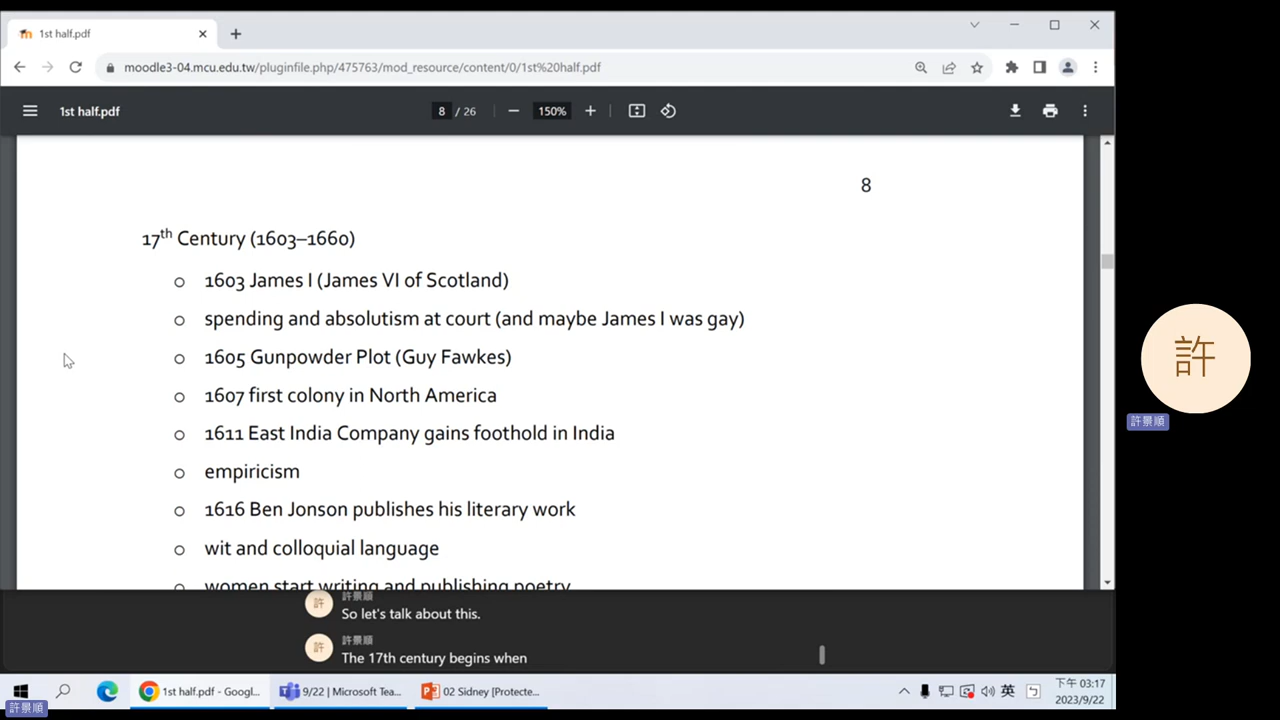 1st half.pdf
moodle3-04.mcu.edu.tw/pluginfile.php/475763/mod_resource/content/0/1st%20half.pdf
1st half.pdf
8 / 26
150%
8
17th Century (1603–1660)
1603 James I (James VI of Scotland)
spending and absolutism at court (and maybe James I was gay)
1605 Gunpowder Plot (Guy Fawkes)
1607 first colony in North America
1611 East India Company gains foothold in India
empiricism
1616 Ben Jonson publishes his literary work
wit and colloquial language
women start writing and publishing poetry
許
許景順
許 許景順
So let's talk about this.
許 許景順
The 17th century begins when
1st half.pdf - Googl...
9/22 | Microsoft Tea...
02 Sidney [Protecte...
英
下午 03:17
2023/9/22
許景順